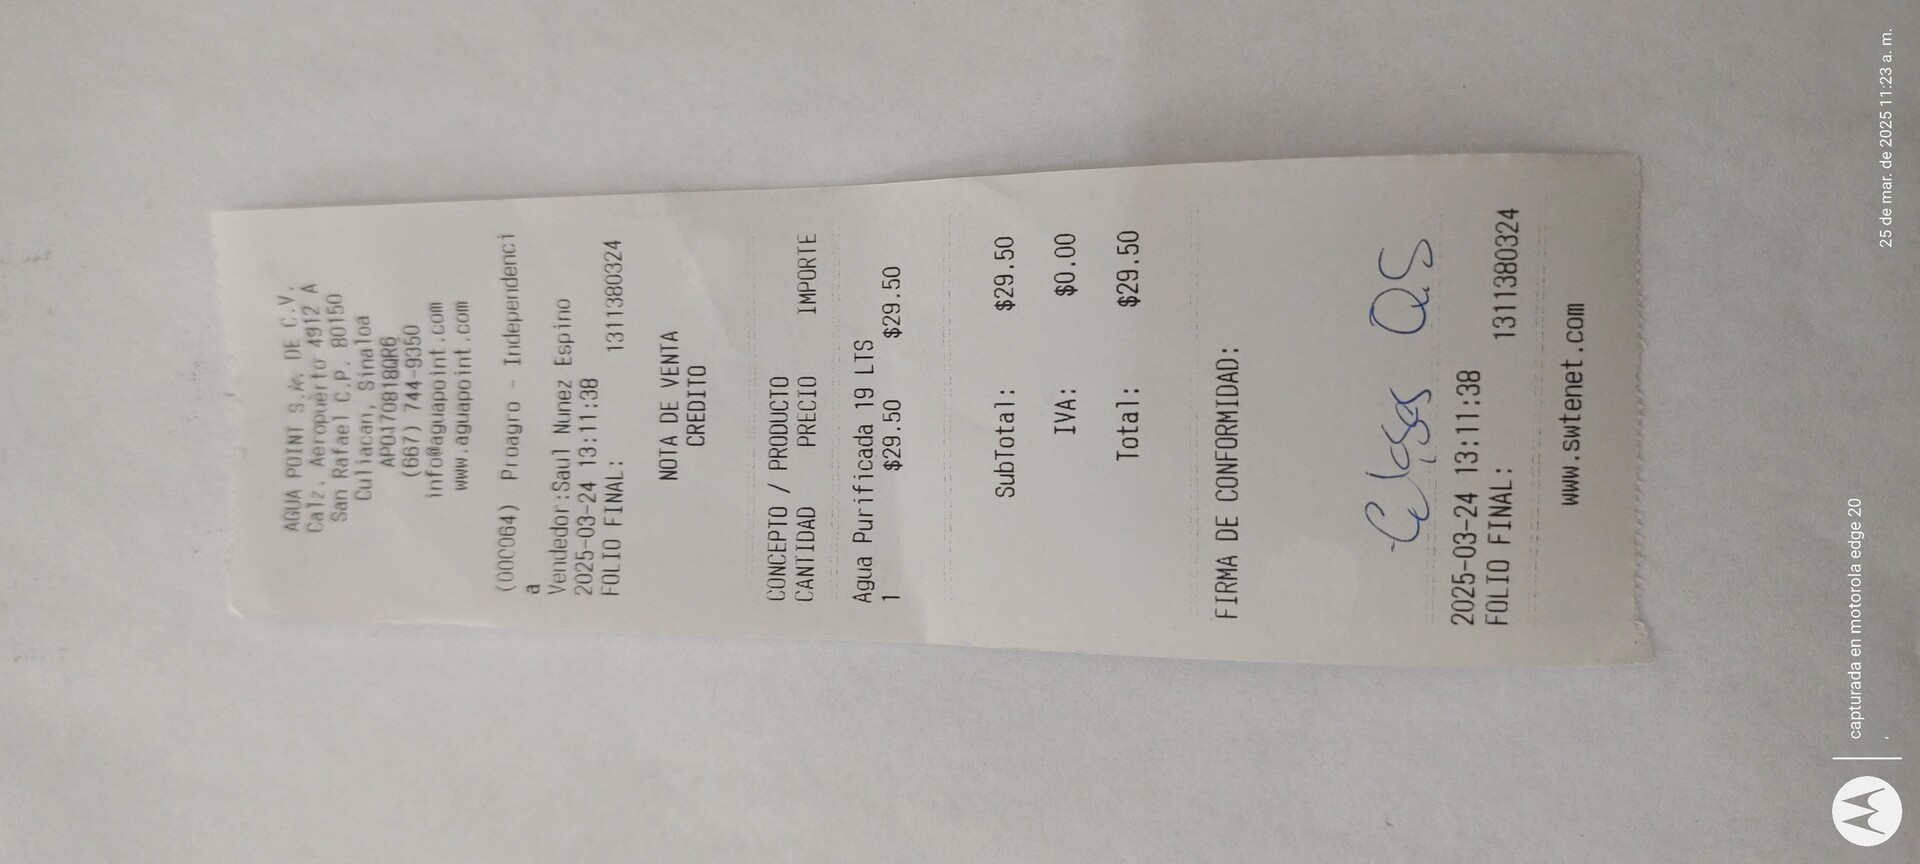 AGUA POINT S.A. DE C.V.
Calz. Aeropuerto 4912 A
San Rafael C.P. 80150
Culiacan, Sinaloa
APO170818QR6
(667) 744-9350
info@aguapoint.com
www.aguapoint.com
(000064) Proagro - Independenci
a
Vendedor:Saul Nunez Espino
2025-03-24 13:11:38
FOLIO FINAL: 1311380324
NOTA DE VENTA
CREDITO
CONCEPTO / PRODUCTO
CANTIDAD PRECIO IMPORTE
Agua Purificada 19 LTS
1 $29.50 $29.50
SubTotal: $29.50
IVA: $0.00
Total: $29.50
FIRMA DE CONFORMIDAD:
2025-03-24 13:11:38
FOLIO FINAL: 1311380324
www.swtenet.com
capturada en motorola edge 20
25 de mar. de 2025 11:23 a. m.